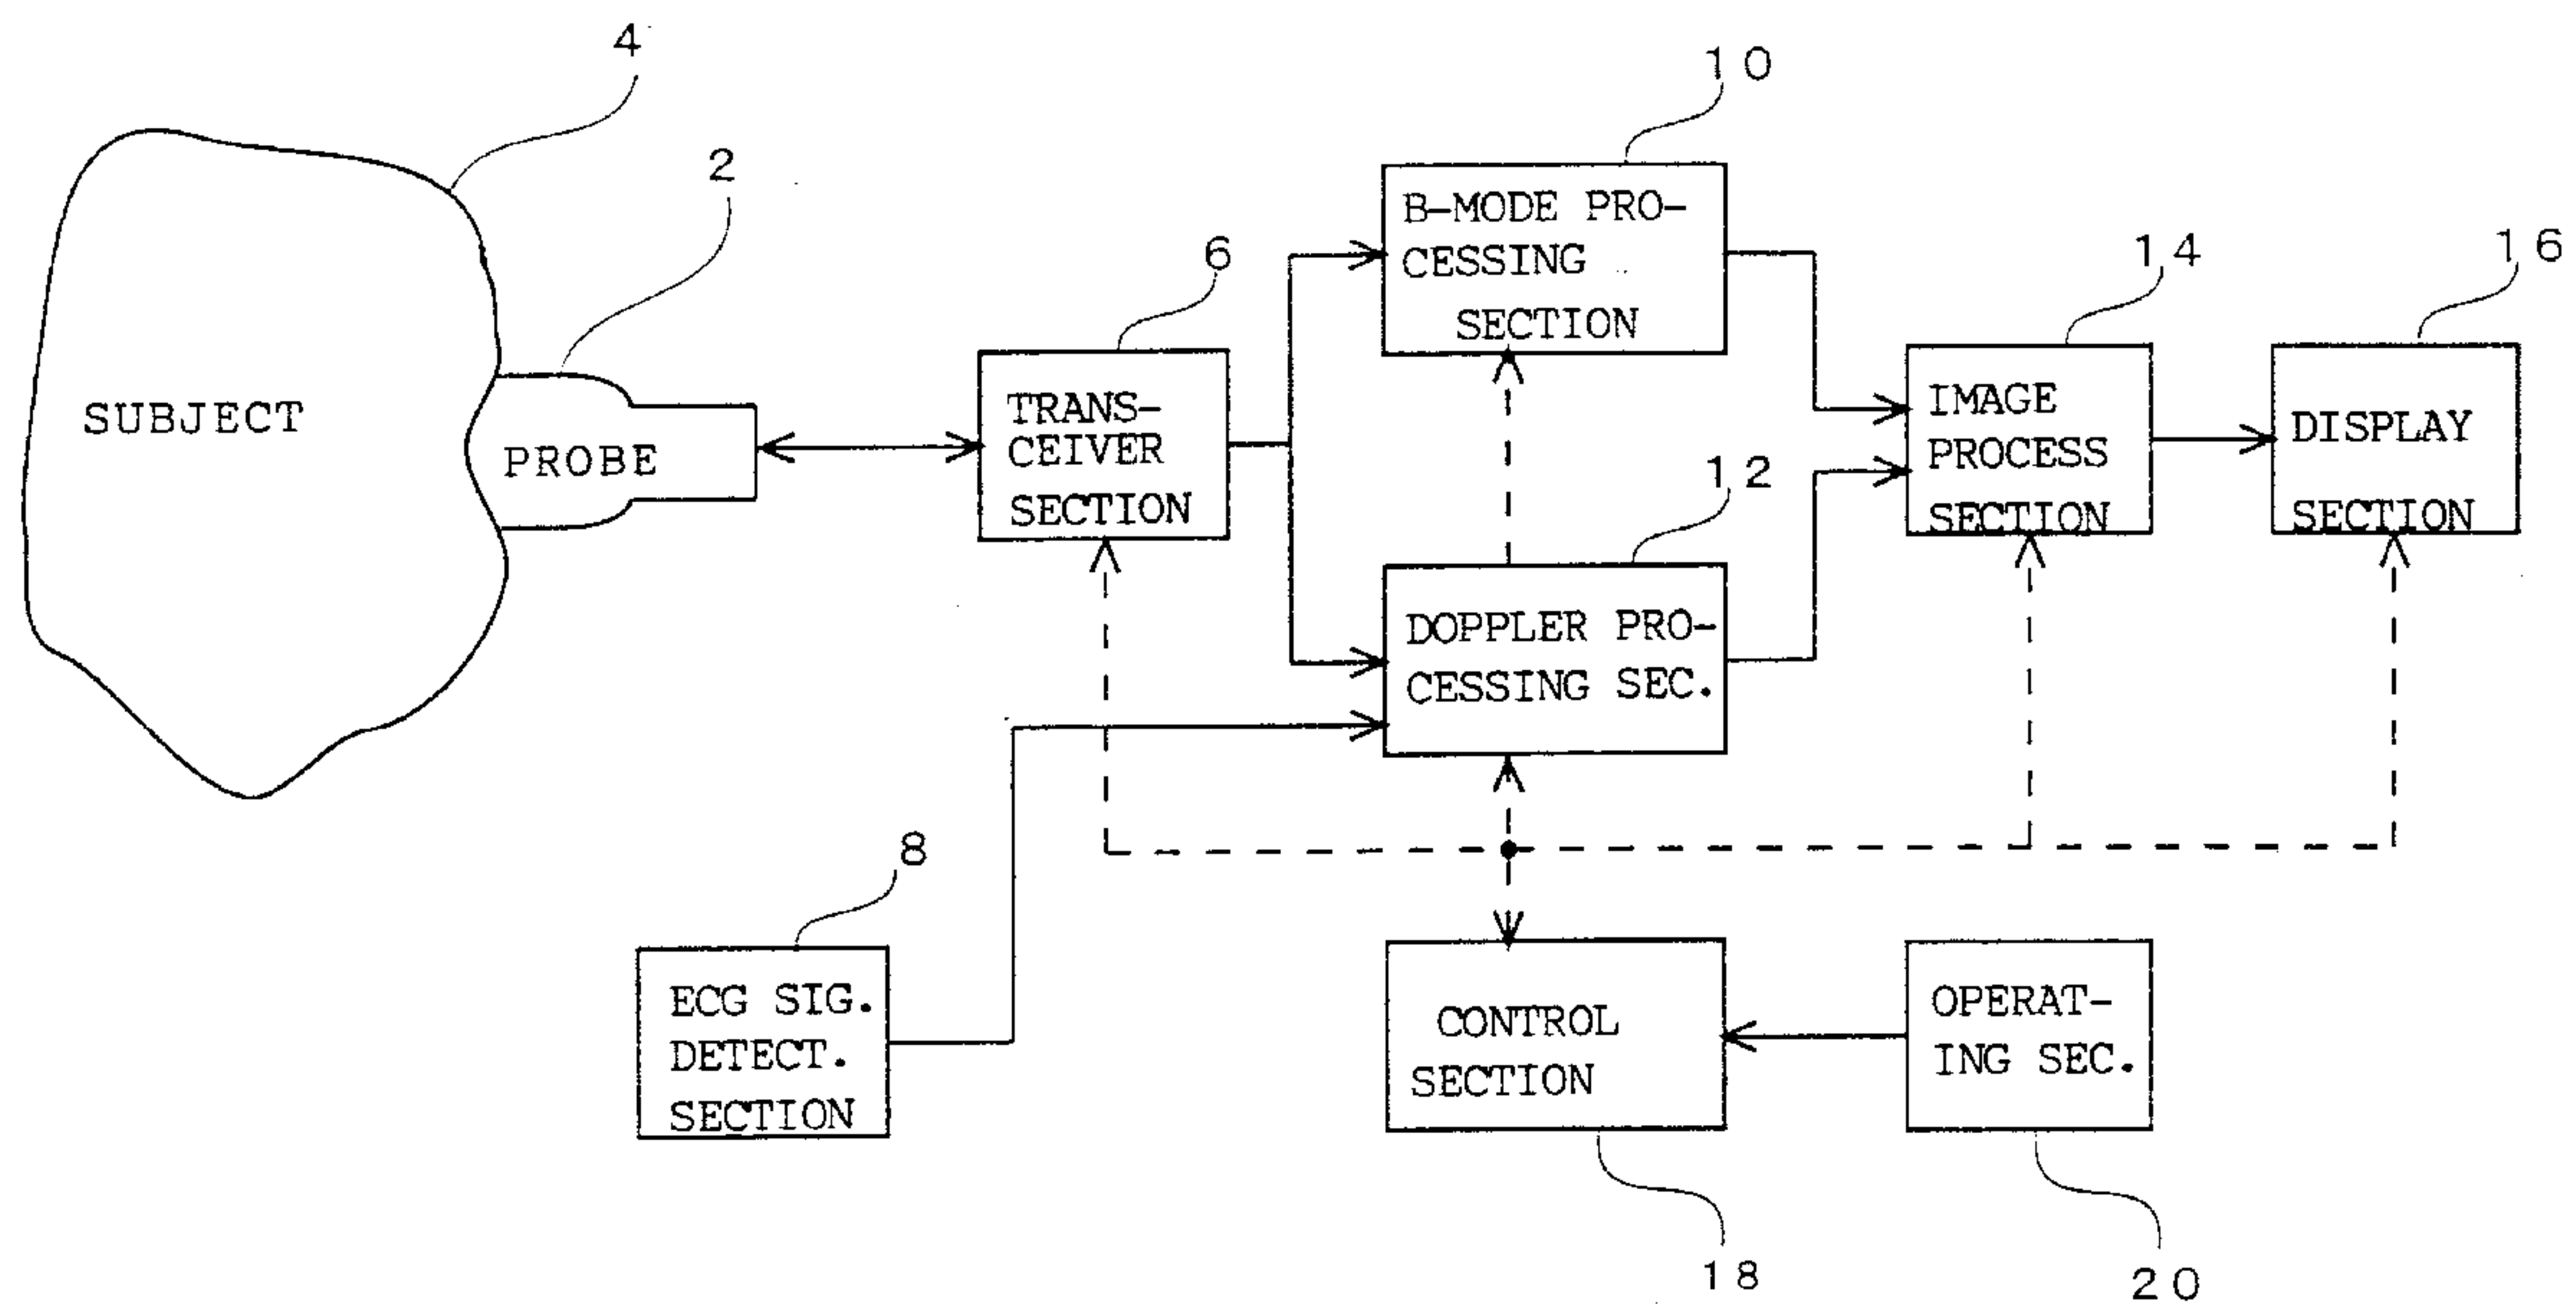 4
2
SUBJECT
PROBE
6
TRANS-
CEIVER
SECTION
10
B-MODE PRO-
CESSING
SECTION
12
DOPPLER PRO-
CESSING SEC.
14
IMAGE
PROCESS
SECTION
16
DISPLAY
SECTION
8
ECG SIG.
DETECT.
SECTION
CONTROL
SECTION
18
OPERAT-
ING SEC.
20